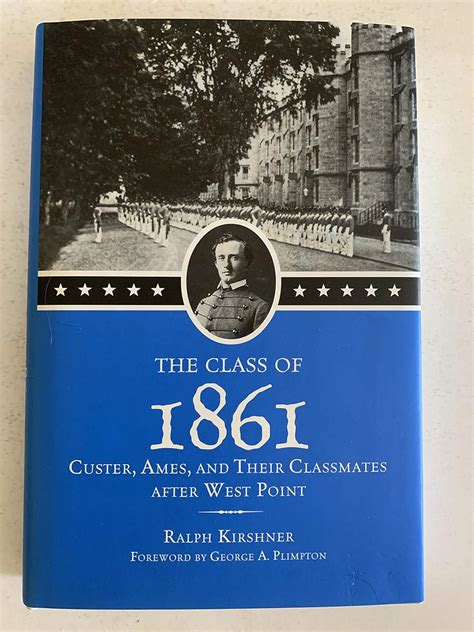 THE CLASS OF
1861
CUSTER, AMES, AND THEIR CLASSMATES
AFTER WEST POINT
RALPH KIRSHNER
FOREWORD BY GEORGE A. PLIMPTON